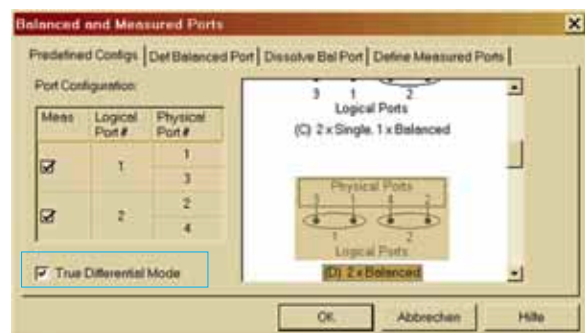 Balanced and Measured Ports
Predefined Configs
Def Balanced Port
Dissolve Bal Port
Define Measured Ports
Port Configuration:
Meas
Logical Port #
Physical Port #
1
1
3
2
2
4
True Differential Mode
3 1 2
Logical Ports
(C) 2 x Single, 1 x Balanced
Physical Ports
3 1 4 2
1 2
Logical Ports
(D) 2 x Balanced
OK
Abbrechen
Hilfe